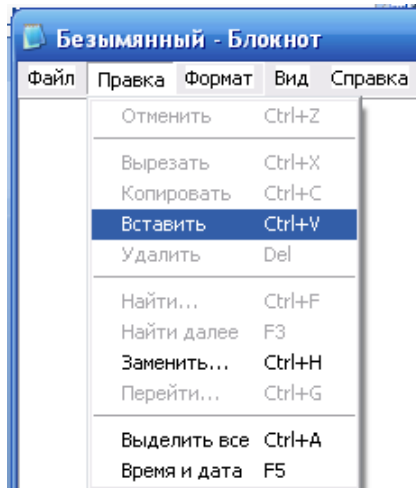 Безымянный - Блокнот
Файл Правка Формат Вид Справка
Отменить Ctrl+Z
Вырезать Ctrl+X
Копировать Ctrl+C
Вставить Ctrl+V
Удалить Del
Найти... Ctrl+F
Найти далее F3
Заменить... Ctrl+H
Перейти... Ctrl+G
Выделить все Ctrl+A
Время и дата F5